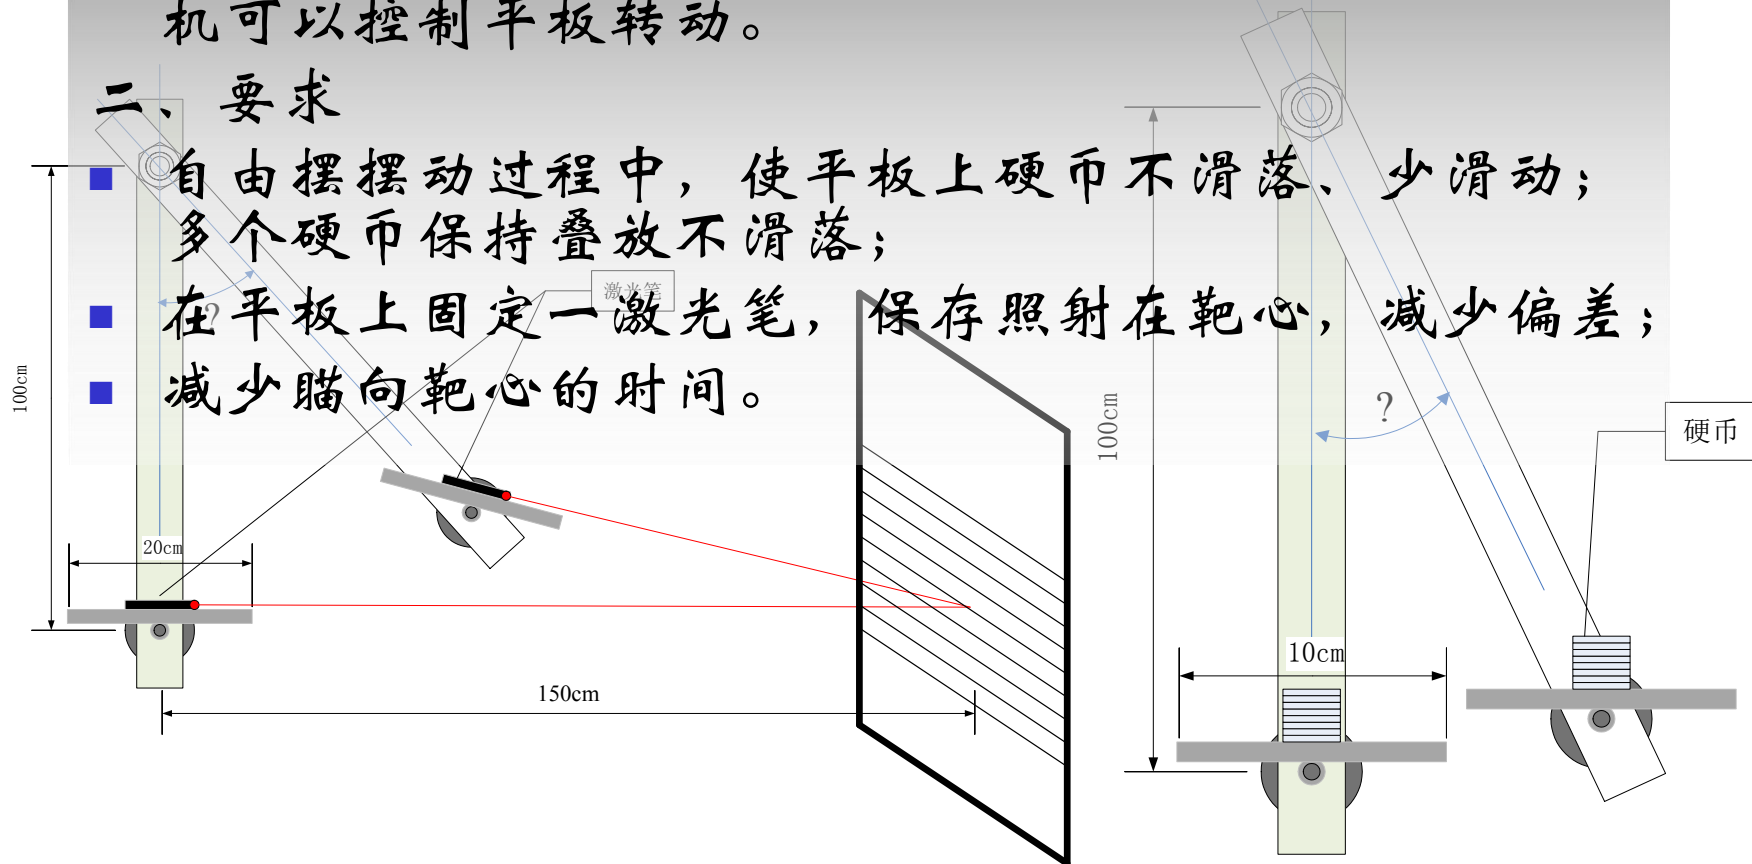 机可以控制平板转动。
二、要求
自由摆摆动过程中，使平板上硬币不滑落、少滑动；
多个硬币保持叠放不滑落；
在平板上固定一激光笔，保存照射在靶心，减少偏差；
减少瞄向靶心的时间。
激光笔
?
100cm
20cm
150cm
100cm
?
硬币
10cm